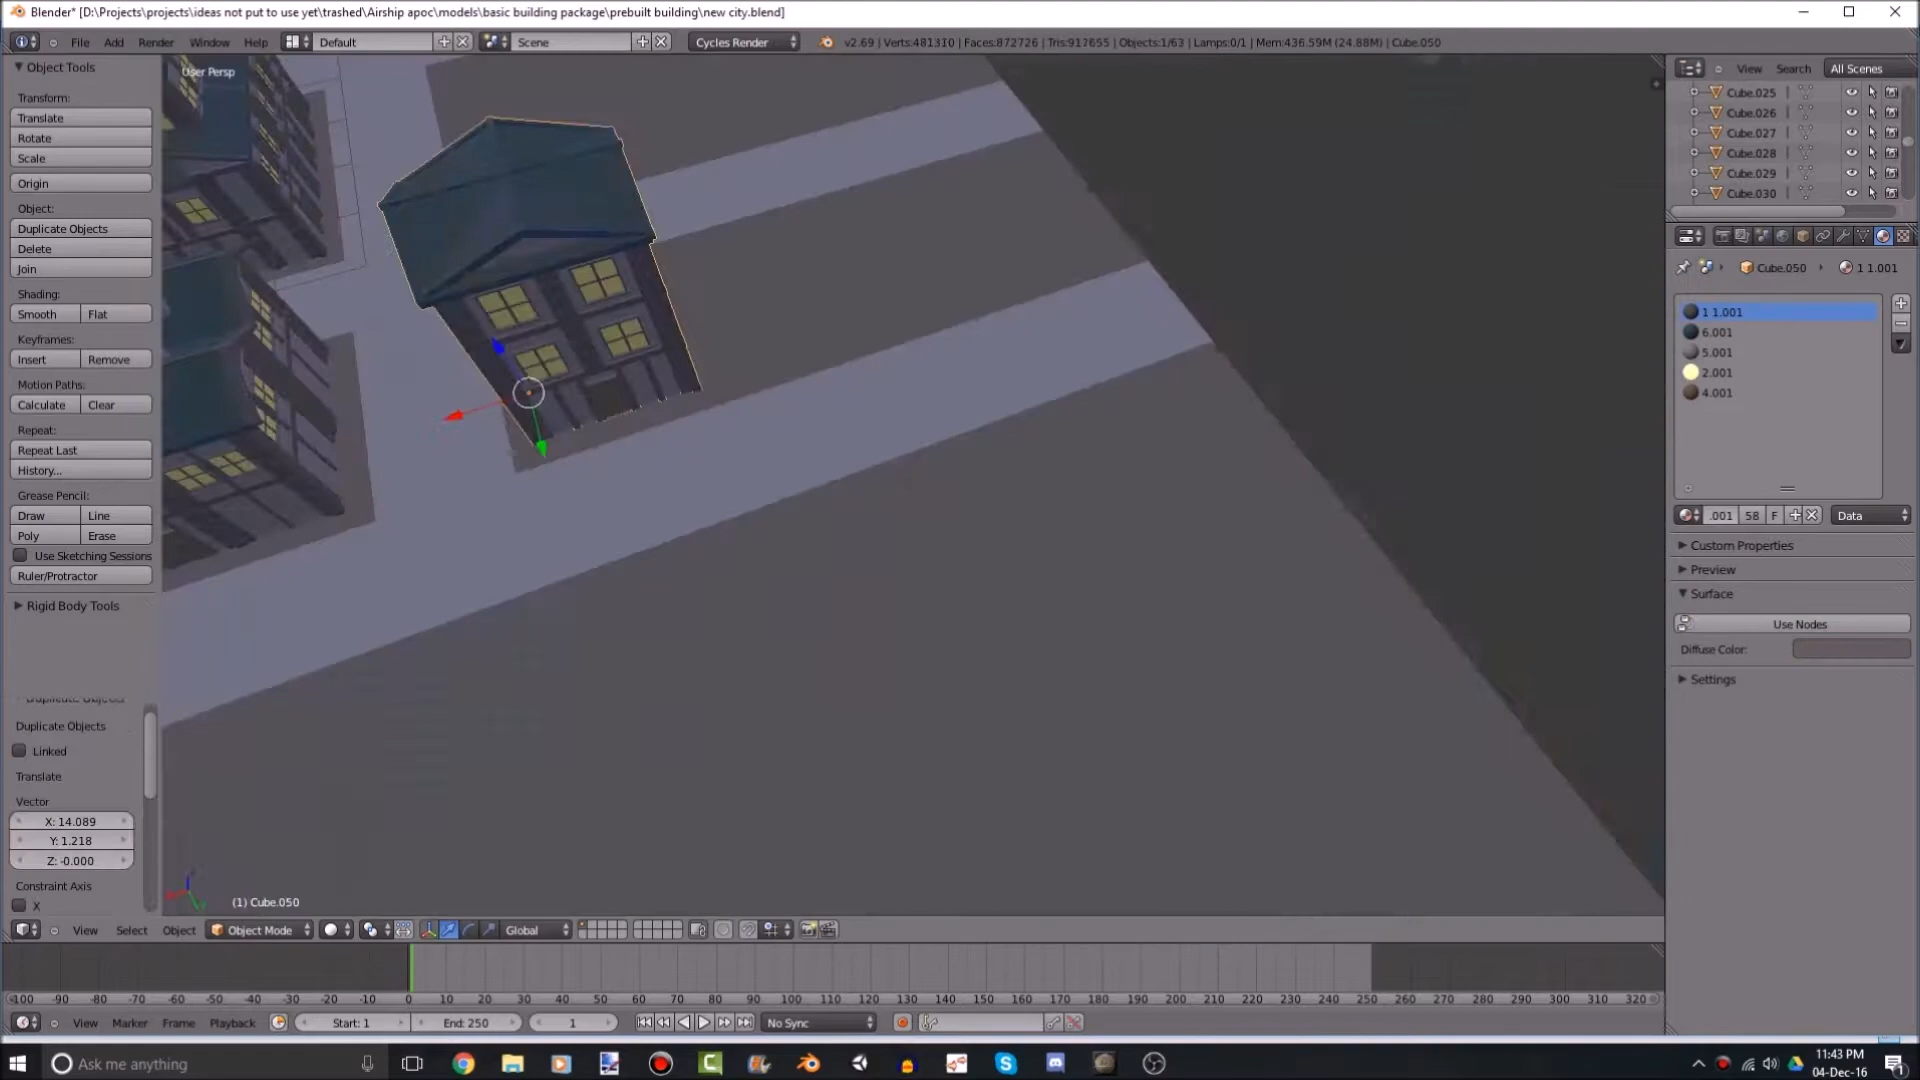 Blender* [D:\Projects\projects\ideas not put to use yet\trashed\Airship apoc\models\basic building package\prebuilt building\new city.blend]
File Add Render Window Help Default Scene Cycles Render v2.69 | Verts:481310 | Faces:872726 | Tris:917655 | Objects:1/63 | Lamps:0/1 | Mem:436.59M (24.88M) | Cube.050
Object Tools
User Persp
View Search All Scenes
Transform:
Translate
Rotate
Scale
Origin
Object:
Duplicate Objects
Delete
Join
Shading:
Smooth Flat
Keyframes:
Insert Remove
Motion Paths:
Calculate Clear
Repeat:
Repeat Last
History...
Grease Pencil:
Draw Line
Poly Erase
Use Sketching Sessions
Ruler/Protractor
Rigid Body Tools
Duplicate Objects
Duplicate Objects
Linked
Translate
Vector
X: 14.089
Y: 1.218
Z: -0.000
Constraint Axis
X
(1) Cube.050
Cube.025
Cube.026
Cube.027
Cube.028
Cube.029
Cube.030
Cube.050 1 1.001
1 1.001
6.001
5.001
2.001
4.001
.001 58 F Data
Custom Properties
Preview
Surface
Use Nodes
Diffuse Color:
Settings
View Select Object Object Mode Global
-100 -90 -80 -70 -60 -50 -40 -30 -20 -10 0 10 20 30 40 50 60 70 80 90 100 110 120 130 140 150 160 170 180 190 200 210 220 230 240 250 260 270 280 290 300 310 320
View Marker Frame Playback Start: 1 End: 250 1 No Sync
Ask me anything
11:43 PM
04-Dec-16
1